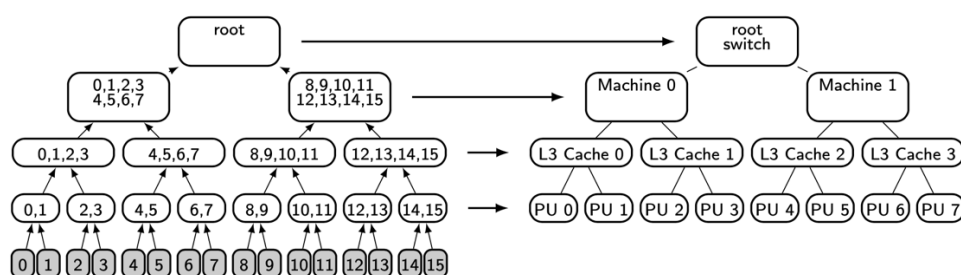 root
0,1,2,3
4,5,6,7
8,9,10,11
12,13,14,15
0,1,2,3
4,5,6,7
8,9,10,11
12,13,14,15
0,1
2,3
4,5
6,7
8,9
10,11
12,13
14,15
0
1
2
3
4
5
6
7
8
9
10
11
12
13
14
15
root
switch
Machine 0
Machine 1
L3 Cache 0
L3 Cache 1
L3 Cache 2
L3 Cache 3
PU 0
PU 1
PU 2
PU 3
PU 4
PU 5
PU 6
PU 7